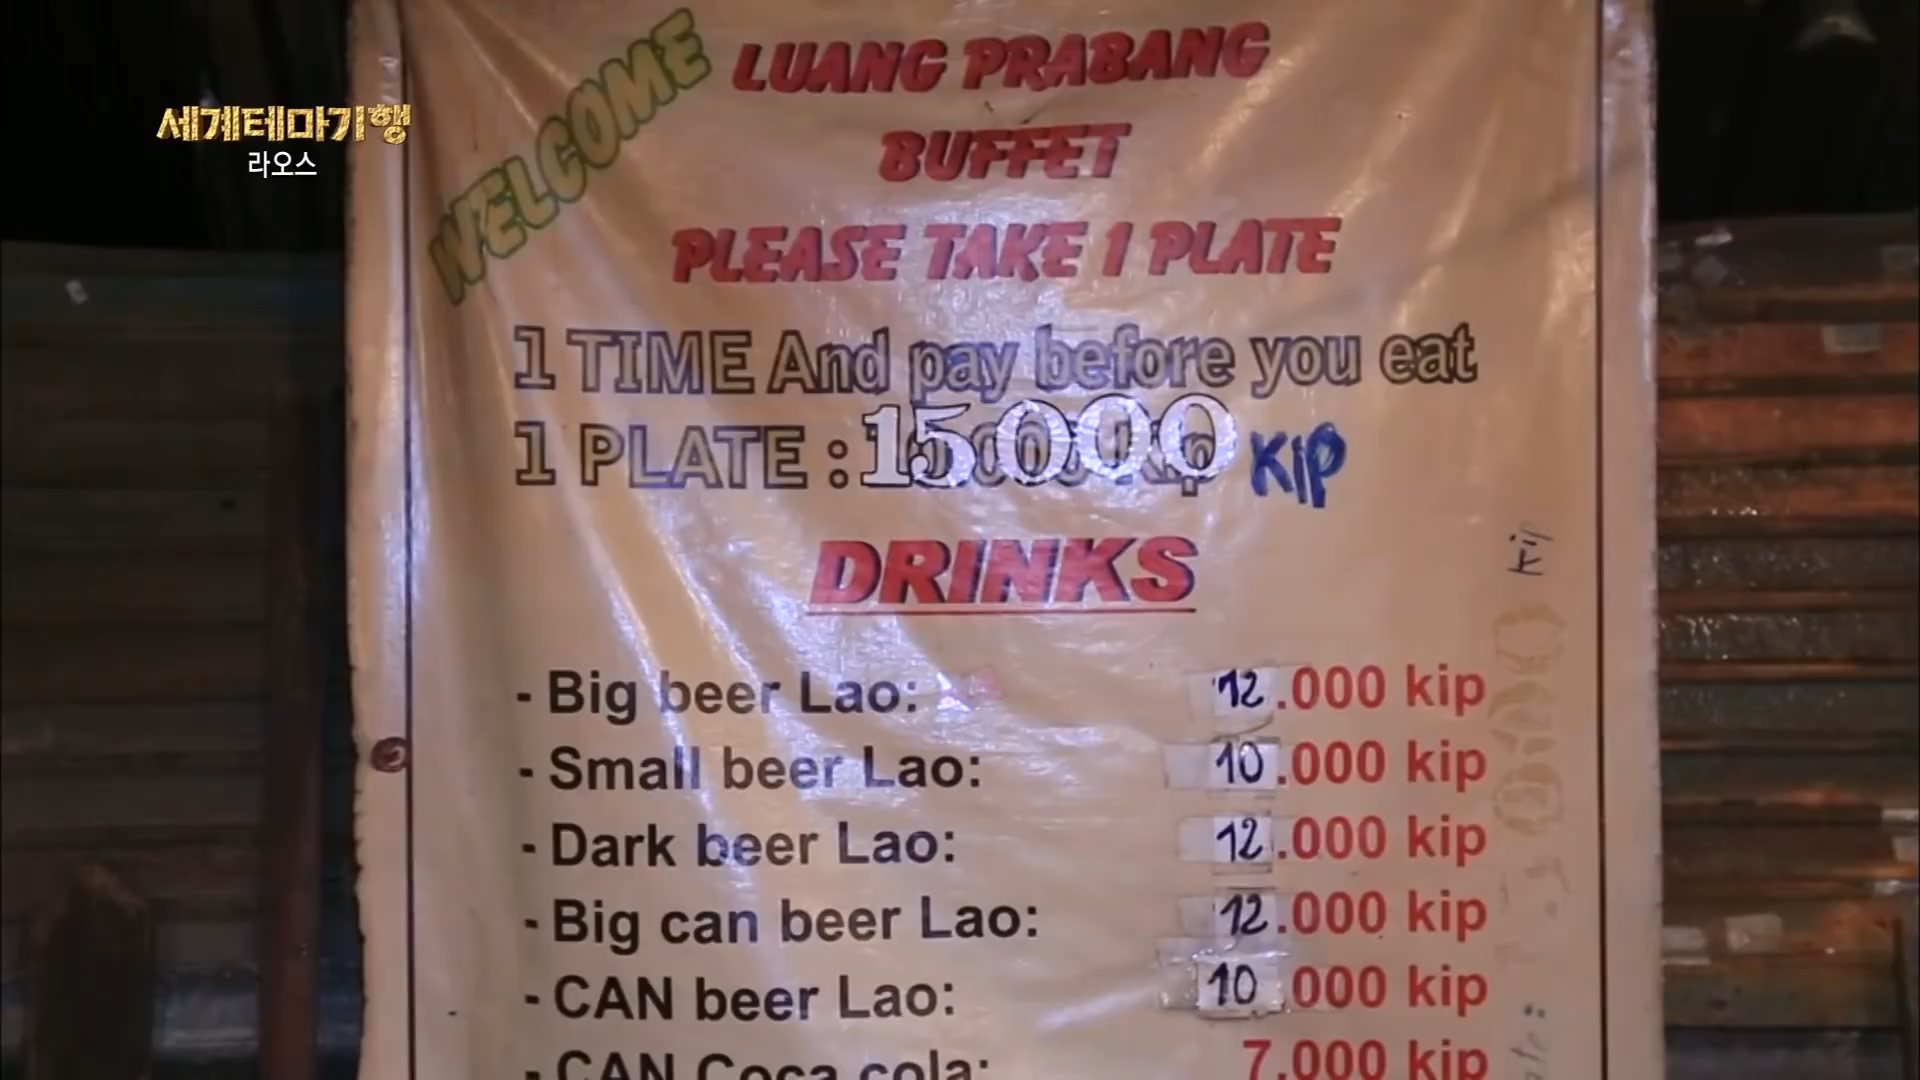 세계테마기행
라오스
WELCOME
LUANG PRABANG
BUFFET
PLEASE TAKE 1 PLATE
1 TIME And pay before you eat
1 PLATE : 15000 KIP
DRINKS
- Big beer Lao: 12.000 kip
- Small beer Lao: 10.000 kip
- Dark beer Lao: 12.000 kip
- Big can beer Lao: 12.000 kip
- CAN beer Lao: 10.000 kip
- CAN Coca cola: 7.000 kip
kip